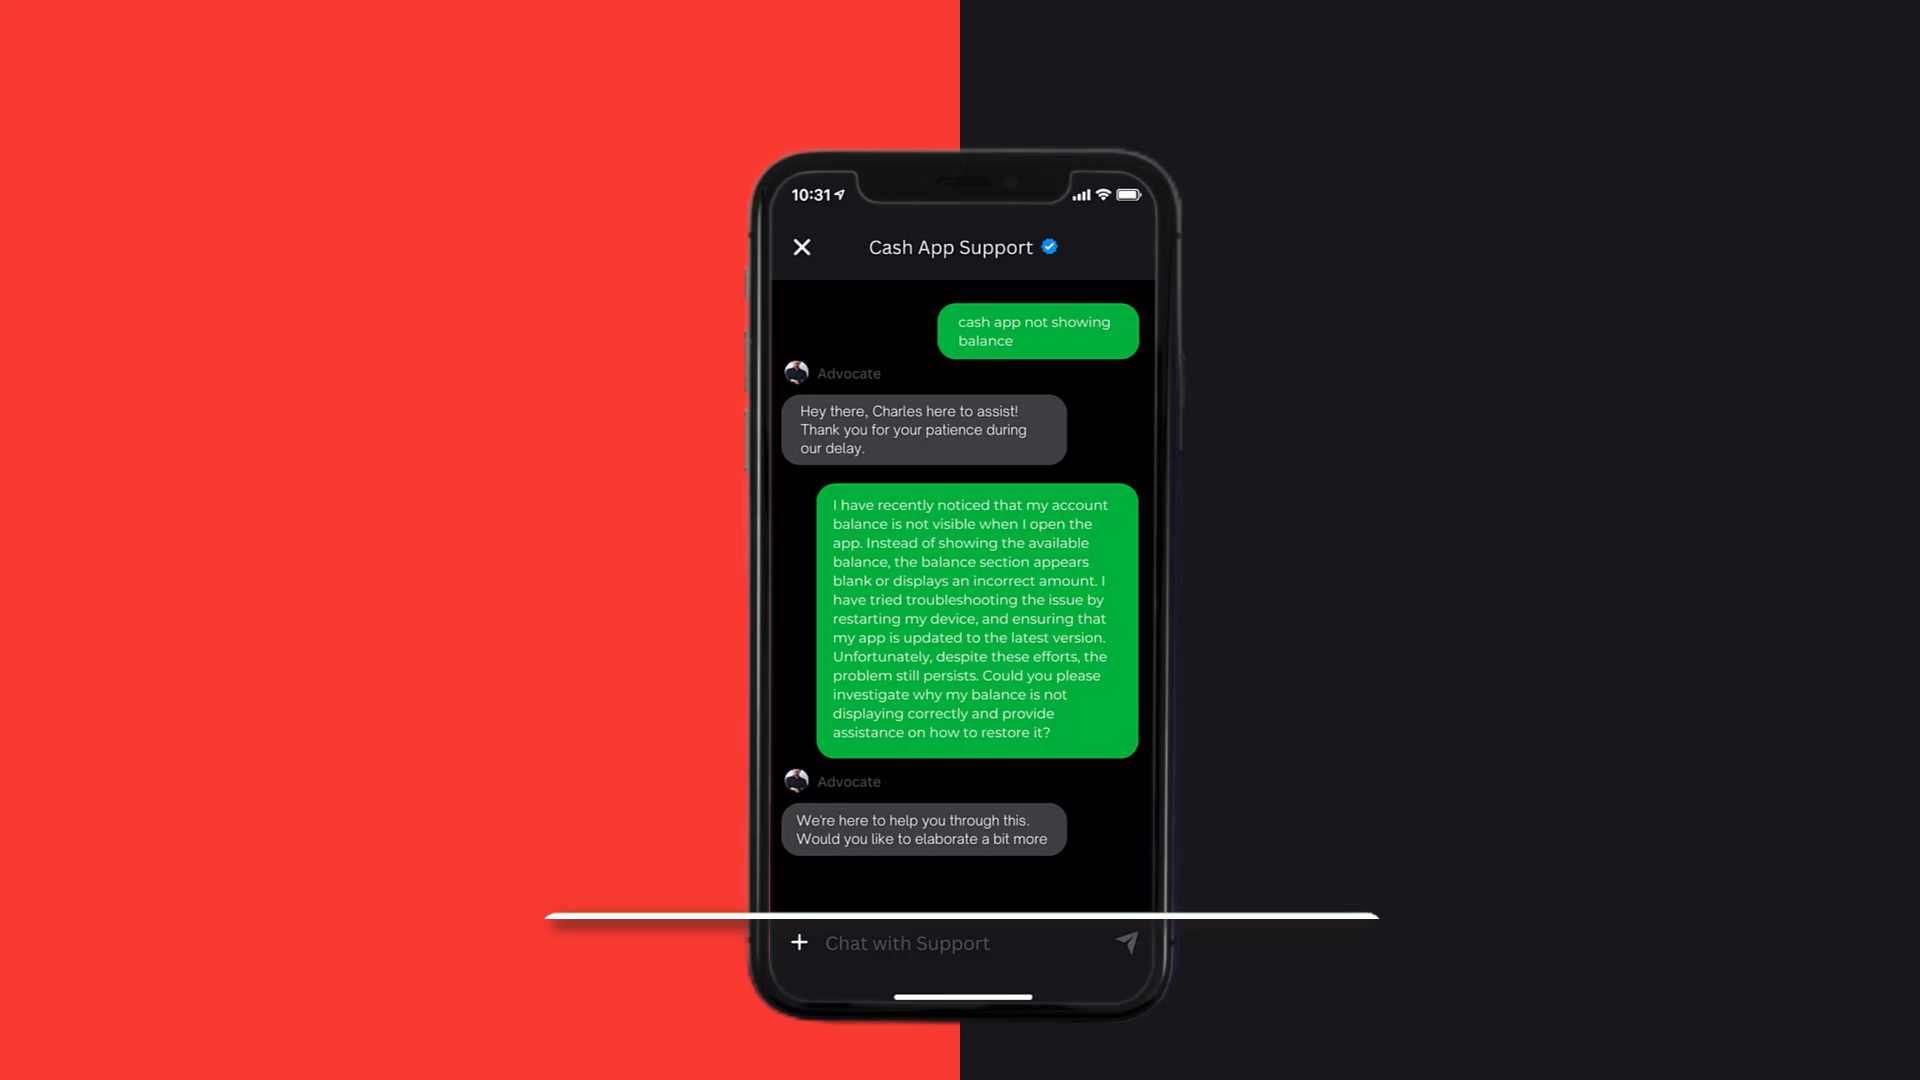 10:31
Cash App Support
cash app not showing
balance
Advocate
Hey there, Charles here to assist!
Thank you for your patience during
our delay.
I have recently noticed that my account
balance is not visible when I open the
app. Instead of showing the available
balance, the balance section appears
blank or displays an incorrect amount. I
have tried troubleshooting the issue by
restarting my device, and ensuring that
my app is updated to the latest version.
Unfortunately, despite these efforts, the
problem still persists. Could you please
investigate why my balance is not
displaying correctly and provide
assistance on how to restore it?
Advocate
We're here to help you through this.
Would you like to elaborate a bit more
Chat with Support